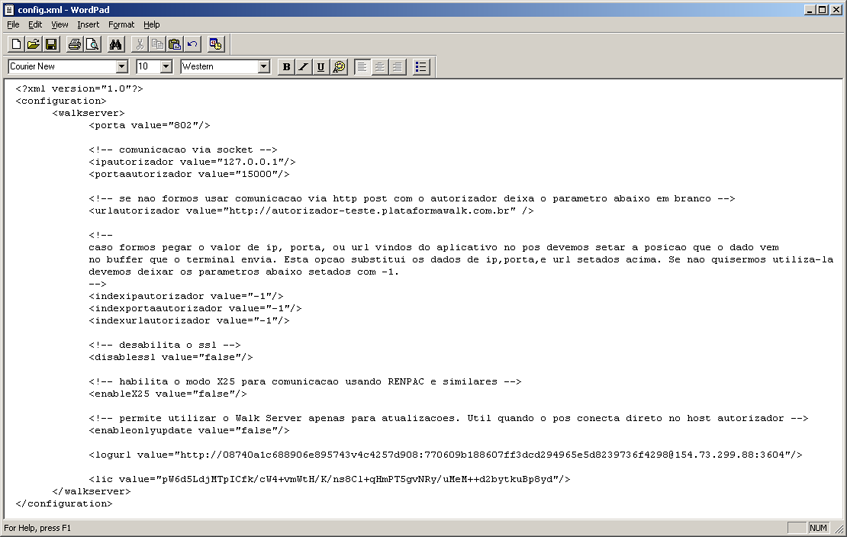 config.xml - WordPad
File Edit View Insert Format Help
Courier New 10 Western B I U
<?xml version="1.0"?>
<configuration>
<walkserver>
<porta value="802"/>
<!-- comunicacao via socket -->
<ipautorizador value="127.0.0.1"/>
<portaautorizador value="15000"/>
<!-- se nao formos usar comunicacao via http post com o autorizador deixa o parametro abaixo em branco -->
<urlautorizador value="http://autorizador-teste.plataformawalk.com.br" />
<!--
caso formos pegar o valor de ip, porta, ou url vindos do aplicativo no pos devemos setar a posicao que o dado vem
no buffer que o terminal envia. Esta opcao substitui os dados de ip,porta,e url setados acima. Se nao quisermos utiliza-la
devemos deixar os parametros abaixo setados com -1.
-->
<indexipautorizador value="-1"/>
<indexportaautorizador value="-1"/>
<indexurlautorizador value="-1"/>
<!-- desabilita o ssl -->
<disablessl value="false"/>
<!-- habilita o modo X25 para comunicacao usando RENPAC e similares -->
<enableX25 value="false"/>
<!-- permite utilizar o Walk Server apenas para atualizacoes. Util quando o pos conecta direto no host autorizador -->
<enableonlyupdate value="false"/>
<logurl value="http://08740a1c688906e895743v4c4257d908:770609b188607ff3dcd294965e5d8239736f4298@154.73.299.88:3604"/>
<lic value="pW6d5LdjMTpICfk/cW4+vmWtH/K/ns8Cl+qHmPT5gvNRy/uMeM++d2bytkuBp8yd"/>
</walkserver>
</configuration>
For Help, press F1
NUM